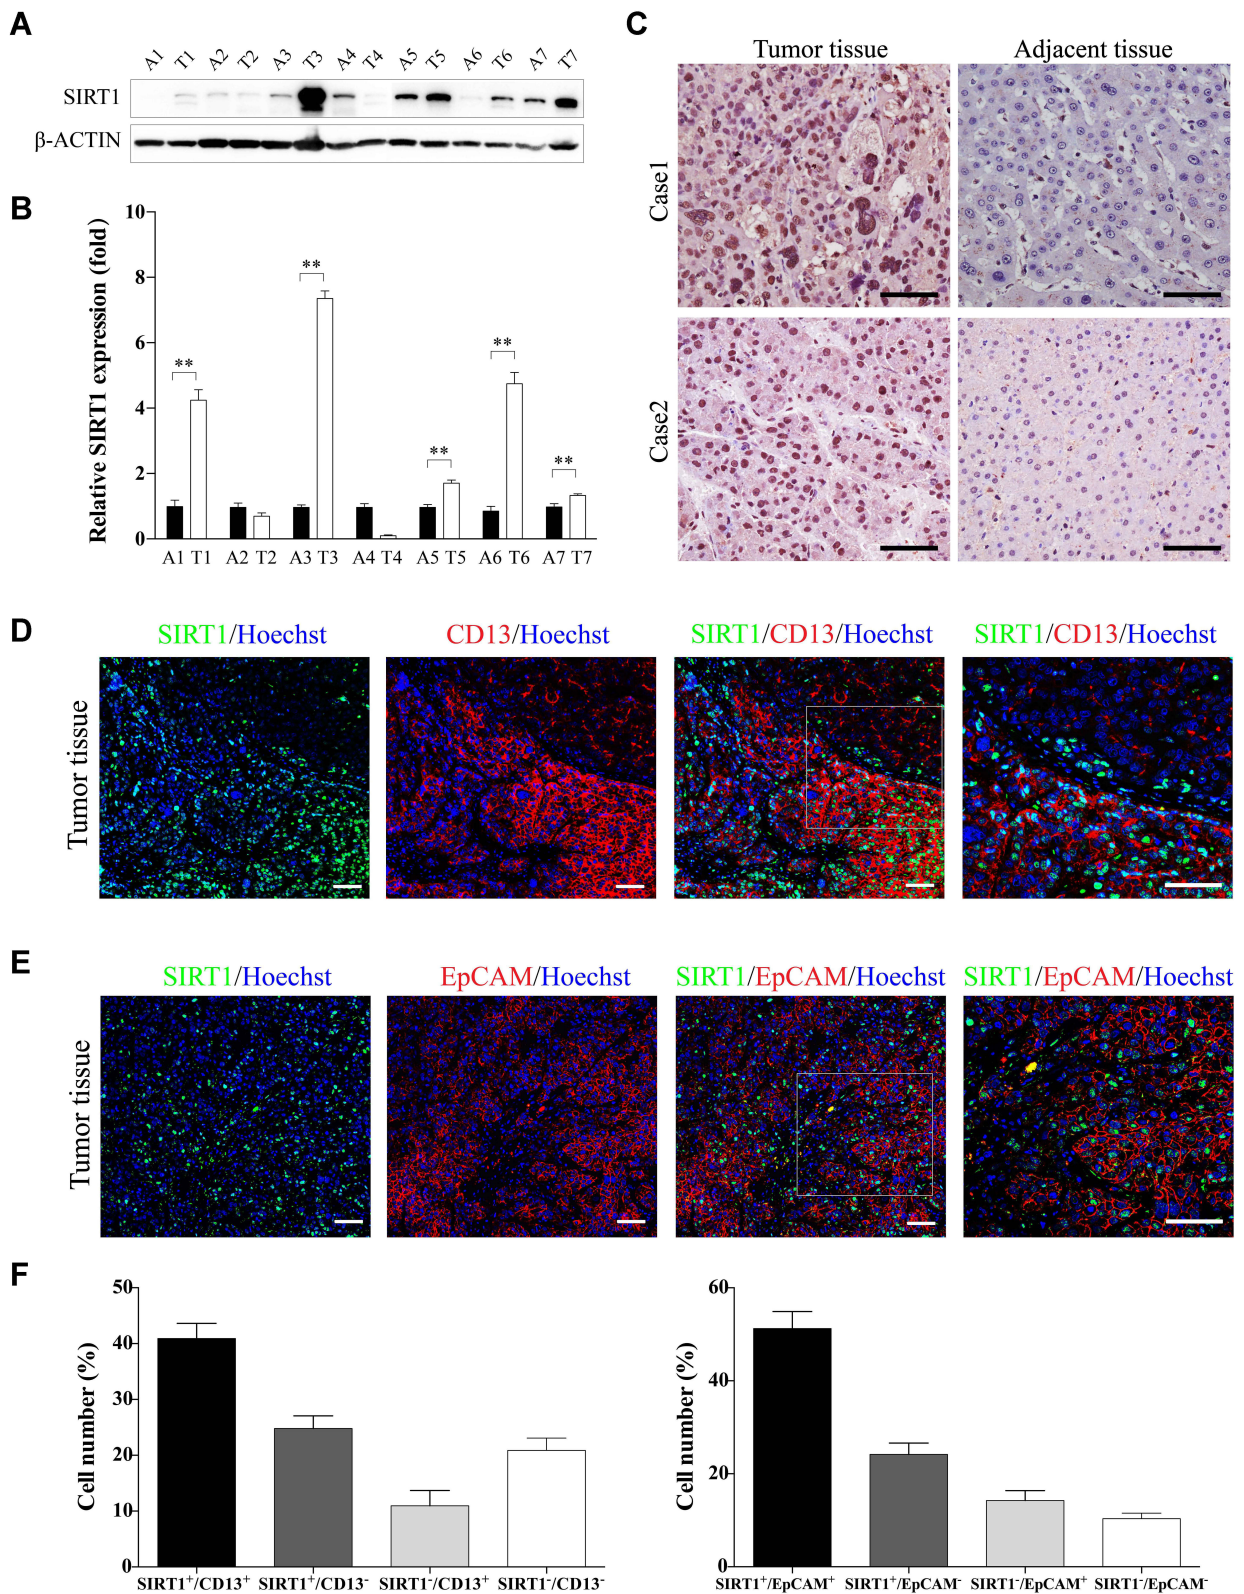 A
A1 T1 A2 T2 A3 T3 A4 T4 A5 T5 A6 T6 A7 T7
SIRT1
β-ACTIN
B
Relative SIRT1 expression (fold)
10
8
6
4
2
0
** ** ** ** **
A1 T1 A2 T2 A3 T3 A4 T4 A5 T5 A6 T6 A7 T7
C
Tumor tissue Adjacent tissue
Case1
Case2
D
SIRT1/Hoechst CD13/Hoechst SIRT1/CD13/Hoechst SIRT1/CD13/Hoechst
Tumor tissue
E
SIRT1/Hoechst EpCAM/Hoechst SIRT1/EpCAM/Hoechst SIRT1/EpCAM/Hoechst
Tumor tissue
F
Cell number (%)
50
40
30
20
10
0
SIRT1⁺/CD13⁺ SIRT1⁺/CD13⁻ SIRT1⁻/CD13⁺ SIRT1⁻/CD13⁻
Cell number (%)
60
40
20
0
SIRT1⁺/EpCAM⁺ SIRT1⁺/EpCAM⁻ SIRT1⁻/EpCAM⁺ SIRT1⁻/EpCAM⁻